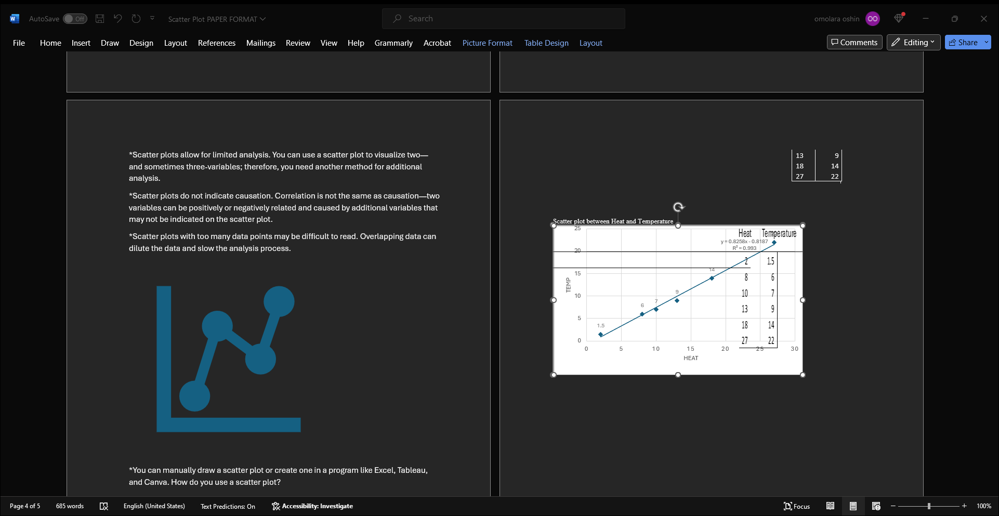 AutoSave Off Scatter Plot PAPER FORMAT Search omolara oshin OO
File Home Insert Draw Design Layout References Mailings Review View Help Grammarly Acrobat Picture Format Table Design Layout Comments Editing Share
*Scatter plots allow for limited analysis. You can use a scatter plot to visualize two—
and sometimes three-variables; therefore, you need another method for additional
analysis.
*Scatter plots do not indicate causation. Correlation is not the same as causation—two
variables can be positively or negatively related and caused by additional variables that
may not be indicated on the scatter plot.
*Scatter plots with too many data points may be difficult to read. Overlapping data can
dilute the data and slow the analysis process.
*You can manually draw a scatter plot or create one in a program like Excel, Tableau,
and Canva. How do you use a scatter plot?
13 9
18 14
27 22
Scatter plot between Heat and Temperature
Heat Temperature
y = 0.8258x - 0.8187
R² = 0.993
2 1.5
8 6
10 7
13 9
18 14
27 22
25
20
15
10
5
0
TEMP
1.5
6
7
9
14
0 5 10 15 20 25 30
HEAT
Page 4 of 5 685 words English (United States) Text Predictions: On Accessibility: Investigate Focus 100%